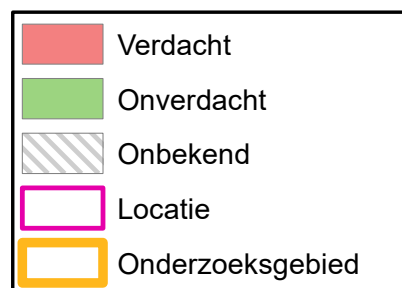 Verdacht
Onverdacht
Onbekend
Locatie
Onderzoeksgebied